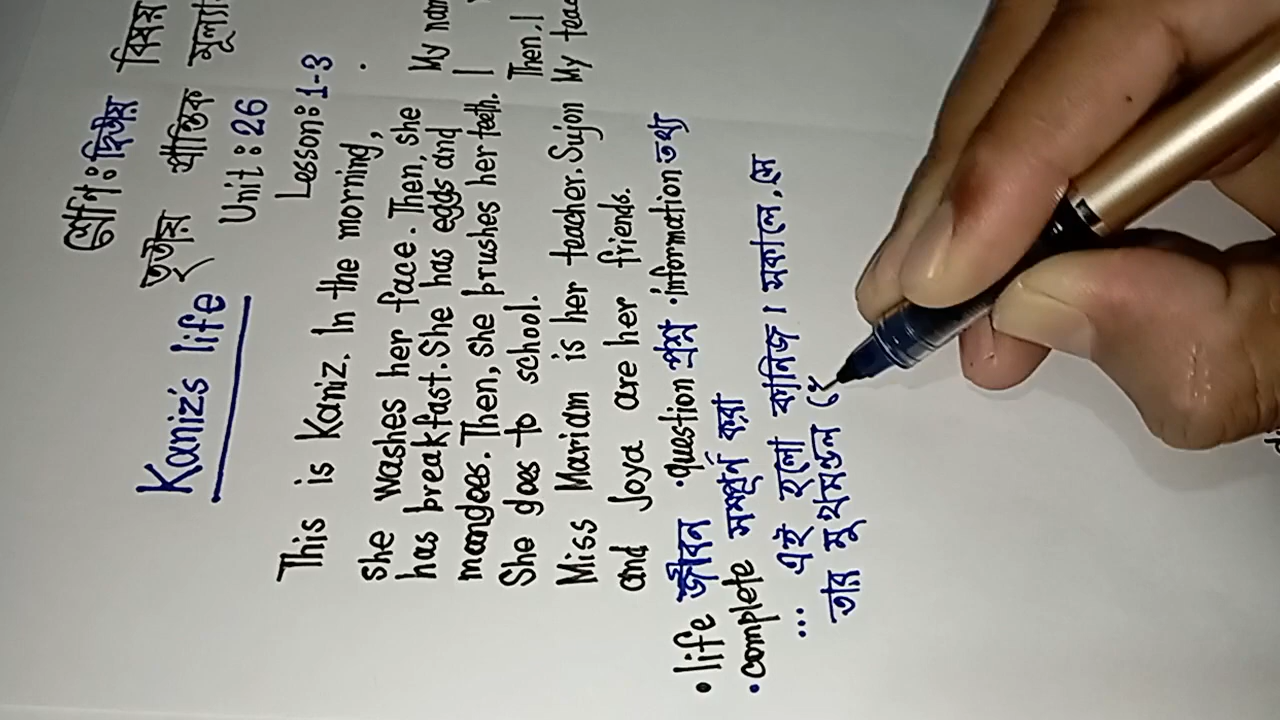 শ্রেণি: দ্বিতীয় বিষয়
তৃতীয় প্রান্তিক
Unit: 26
Kaniz's life
Lesson: 1-3
This is Kaniz. In the morning,
she washes her face. Then, she
has breakfast. She has eggs and
mangoes. Then, she brushes her teeth.
She goes to school.
Miss Mariam is her teacher. Sujon
and Joya are her friends.
My
I
Then, I
My
• life জীবন • question প্রশ্ন • information তথ্য
• complete সম্পূর্ণ করা
... এই হলো কানিজ। সকালে, সে
তার মুখমন্ডল